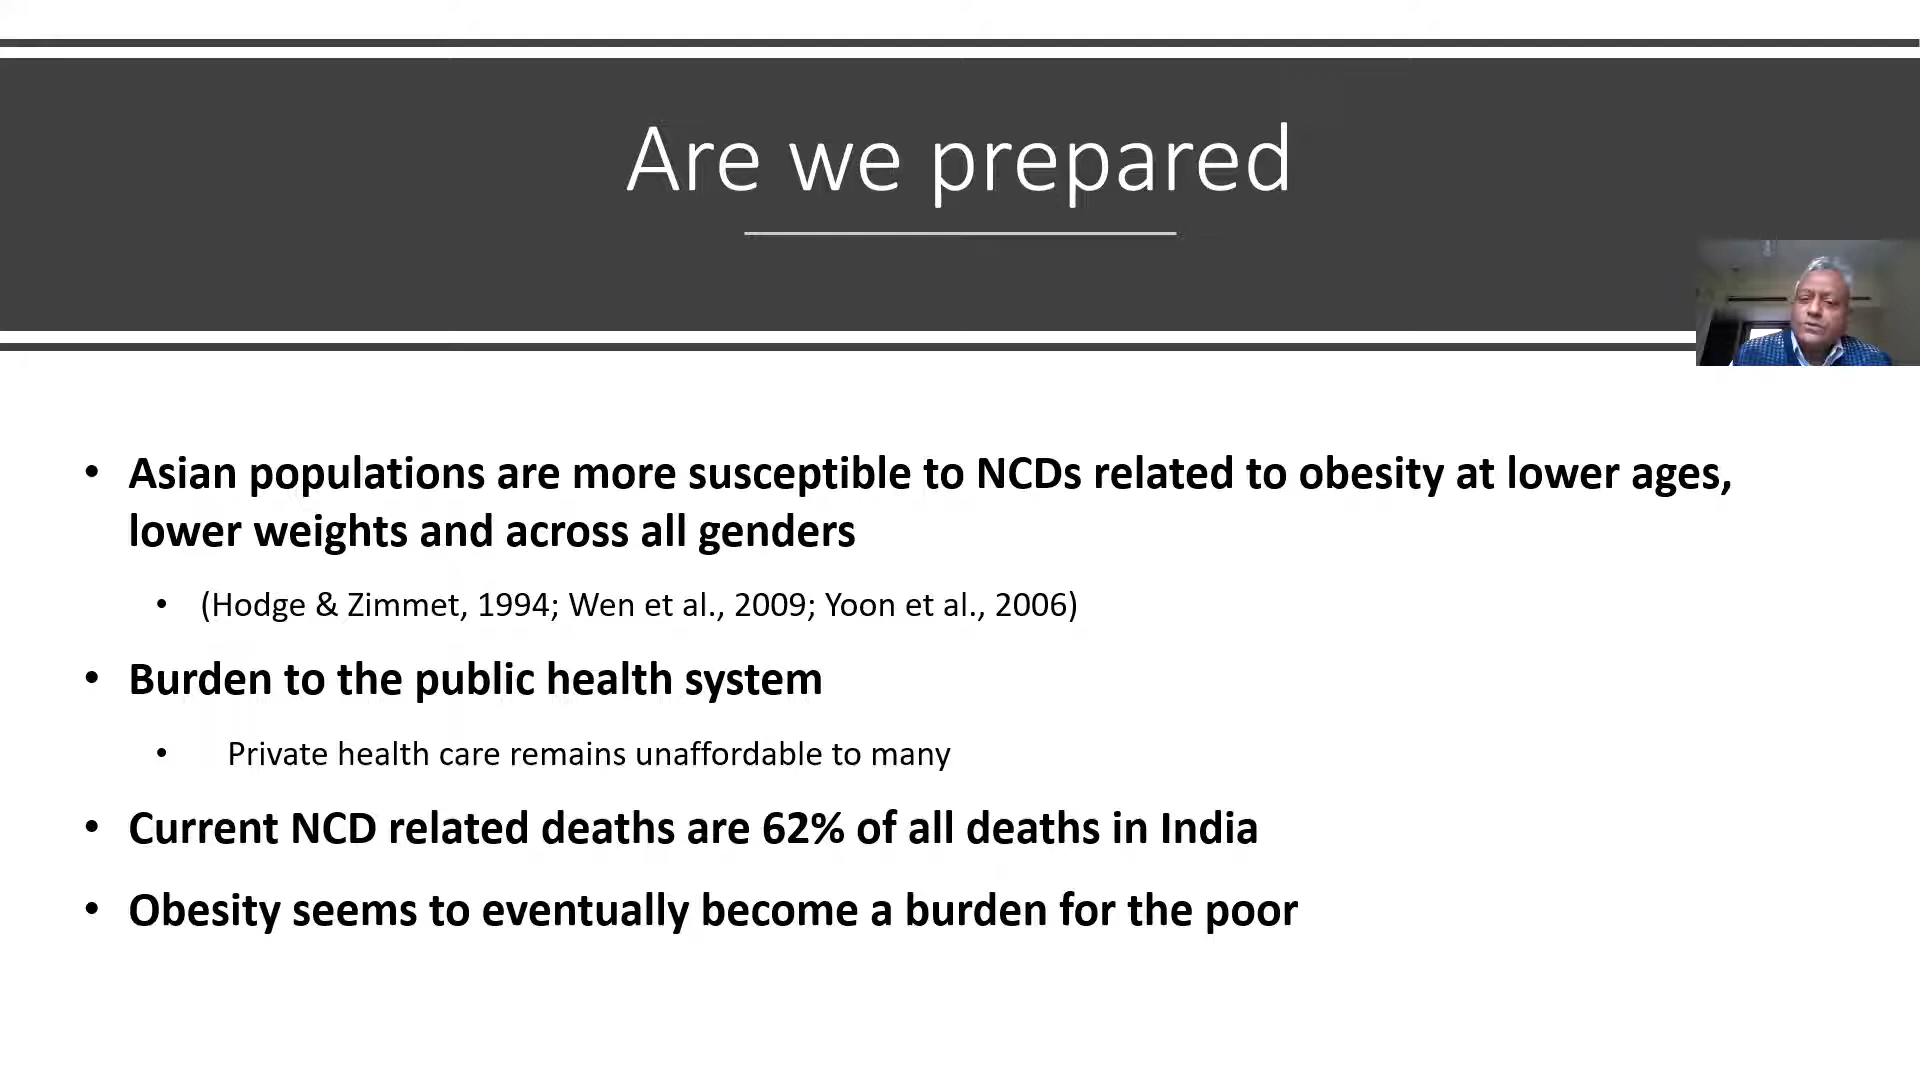 Are we prepared
• Asian populations are more susceptible to NCDs related to obesity at lower ages,
lower weights and across all genders
• (Hodge & Zimmet, 1994; Wen et al., 2009; Yoon et al., 2006)
• Burden to the public health system
• Private health care remains unaffordable to many
• Current NCD related deaths are 62% of all deaths in India
• Obesity seems to eventually become a burden for the poor